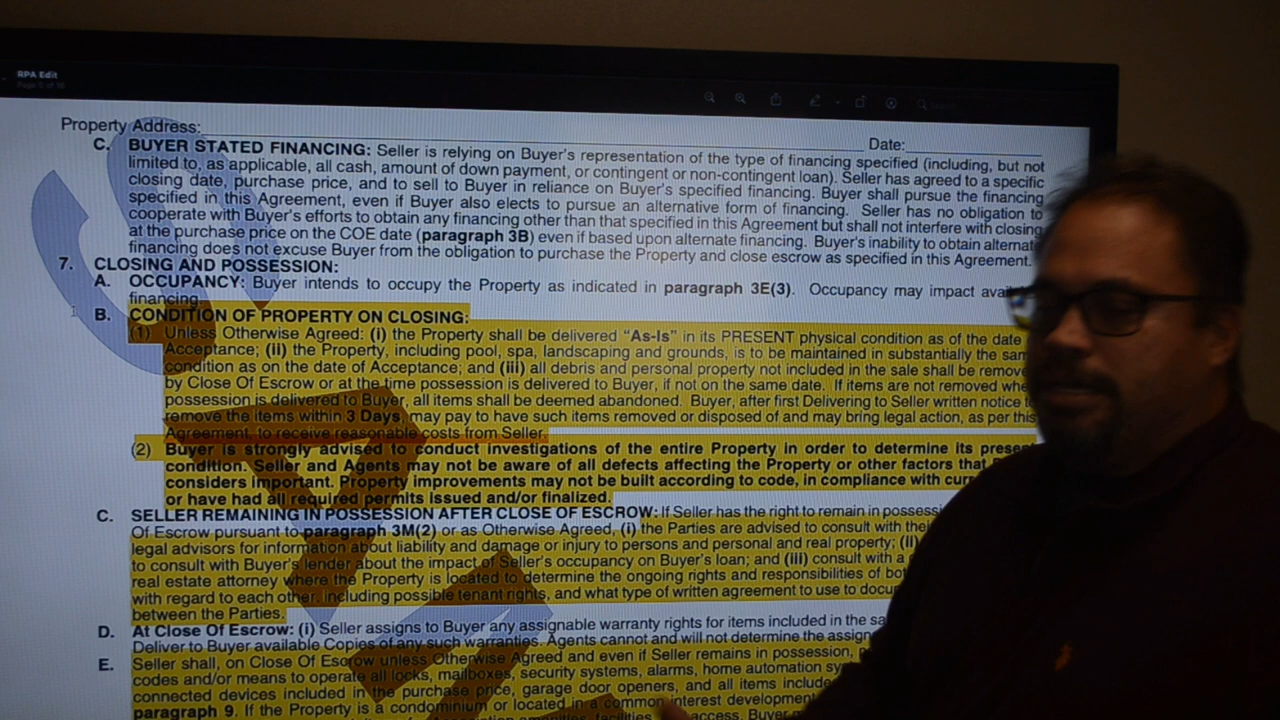 RPA Edit
Page 5 of 16
Property Address: Date:
C. BUYER STATED FINANCING: Seller is relying on Buyer's representation of the type of financing specified (including, but not
limited to, as applicable, all cash, amount of down payment, or contingent or non-contingent loan). Seller has agreed to a specific
closing date, purchase price, and to sell to Buyer in reliance on Buyer's specified financing. Buyer shall pursue the financing
specified in this Agreement, even if Buyer also elects to pursue an alternative form of financing. Seller has no obligation to
cooperate with Buyer's efforts to obtain any financing other than that specified in this Agreement but shall not interfere with closing
at the purchase price on the COE date (paragraph 3B) even if based upon alternate financing. Buyer's inability to obtain alternate
financing does not excuse Buyer from the obligation to purchase the Property and close escrow as specified in this Agreement.
7. CLOSING AND POSSESSION:
A. OCCUPANCY: Buyer intends to occupy the Property as indicated in paragraph 3E(3). Occupancy may impact
financing.
B. CONDITION OF PROPERTY ON CLOSING:
(1) Unless Otherwise Agreed: (i) the Property shall be delivered "As-Is" in its PRESENT physical condition as of the date
Acceptance; (ii) the Property, including pool, spa, landscaping and grounds, is to be maintained in substantially the
condition as on the date of Acceptance; and (iii) all debris and personal property not included in the sale shall be
by Close Of Escrow or at the time possession is delivered to Buyer, if not on the same date. If items are not removed
possession is delivered to Buyer, all items shall be deemed abandoned. Buyer, after first Delivering to Seller written notice
remove the items within 3 Days may pay to have such items removed or disposed of and may bring legal action, as per this
Agreement, to receive reasonable costs from Seller.
(2) Buyer is strongly advised to conduct investigations of the entire Property in order to determine its
condition. Seller and Agents may not be aware of all defects affecting the Property or other factors that
considers important. Property improvements may not be built according to code, in compliance with
or have had all required permits issued and/or finalized.
C. SELLER REMAINING IN POSSESSION AFTER CLOSE OF ESCROW: If Seller has the right to remain in
Of Escrow pursuant to paragraph 3M(2) or as Otherwise Agreed, (i) the Parties are advised to consult with
legal advisors for information about liability and damage or injury to persons and personal and real property; (ii)
to consult with Buyer's lender about the impact of Seller's occupancy on Buyer's loan; and (iii) consult with a
real estate attorney where the Property is located to determine the ongoing rights and responsibilities of
with regard to each other, including possible tenant rights, and what type of written agreement to use to
between the Parties.
D. At Close Of Escrow: (i) Seller assigns to Buyer any assignable warranty rights for items included in the
Deliver to Buyer available Copies of any such warranties. Agents cannot and will not determine the
E. Seller shall, on Close Of Escrow unless Otherwise Agreed and even if Seller remains in possession,
codes and/or means to operate all locks, mailboxes, security systems, alarms, home automation
connected devices included in the purchase price, garage door openers, and all items
paragraph 9. If the Property is a condominium or located in a common interest
facilities access. Buyer